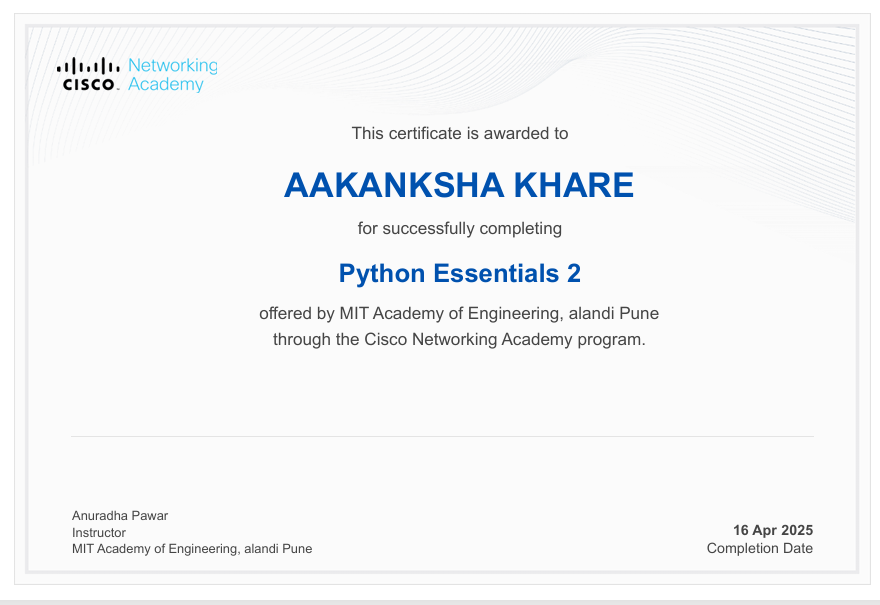 Networking
CISCO Academy
This certificate is awarded to
AAKANKSHA KHARE
for successfully completing
Python Essentials 2
offered by MIT Academy of Engineering, alandi Pune
through the Cisco Networking Academy program.
Anuradha Pawar
Instructor
MIT Academy of Engineering, alandi Pune
16 Apr 2025
Completion Date